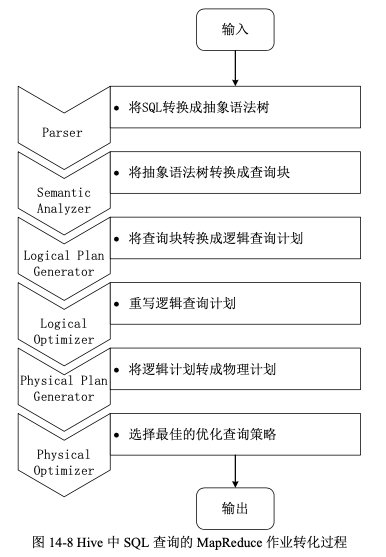 输入
Parser
• 将SQL转换成抽象语法树
Semantic
Analyzer
• 将抽象语法树转换成查询块
Logical Plan
Generator
• 将查询块转换成逻辑查询计划
Logical
Optimizer
• 重写逻辑查询计划
Physical Plan
Generator
• 将逻辑计划转成物理计划
Physical
Optimizer
• 选择最佳的优化查询策略
输出
图 14-8 Hive 中 SQL 查询的 MapReduce 作业转化过程